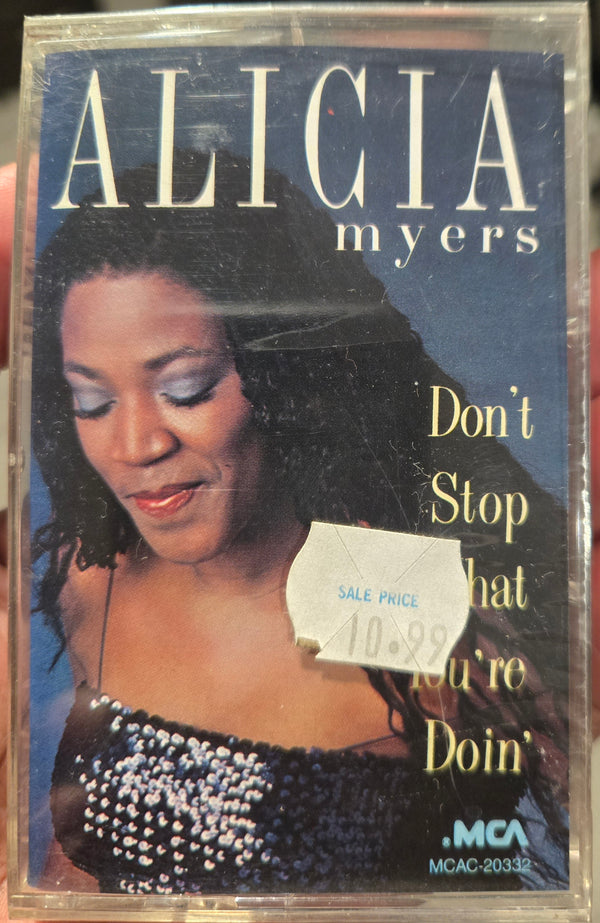 ALICIA
myers
Don't
Stop
hat
ou're
Doin'
SALE PRICE
10.99
MCA
MCAC-20332